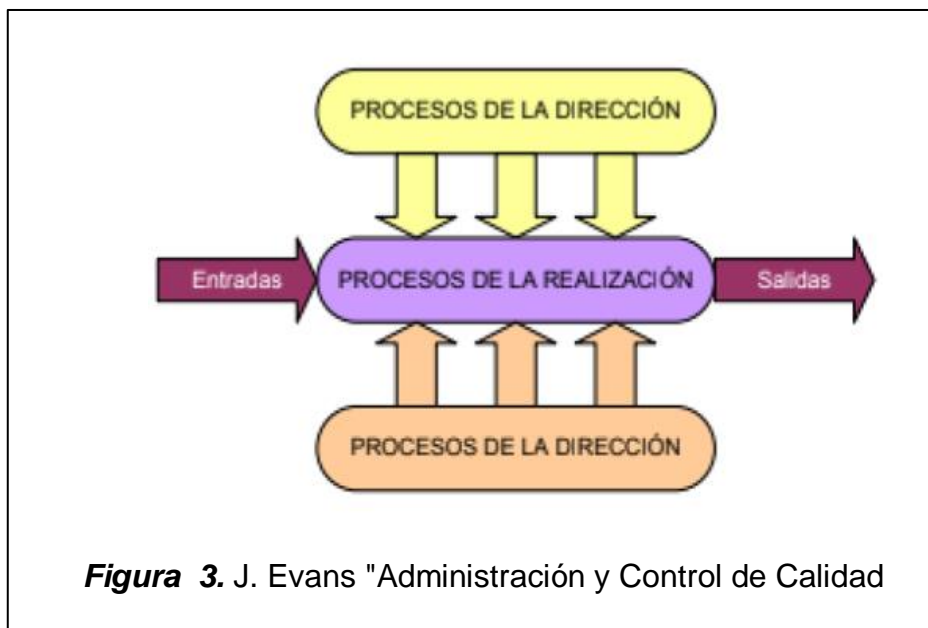 PROCESOS DE LA DIRECCIÓN
Entradas
PROCESOS DE LA REALIZACIÓN
Salidas
PROCESOS DE LA DIRECCIÓN
Figura 3. J. Evans "Administración y Control de Calidad